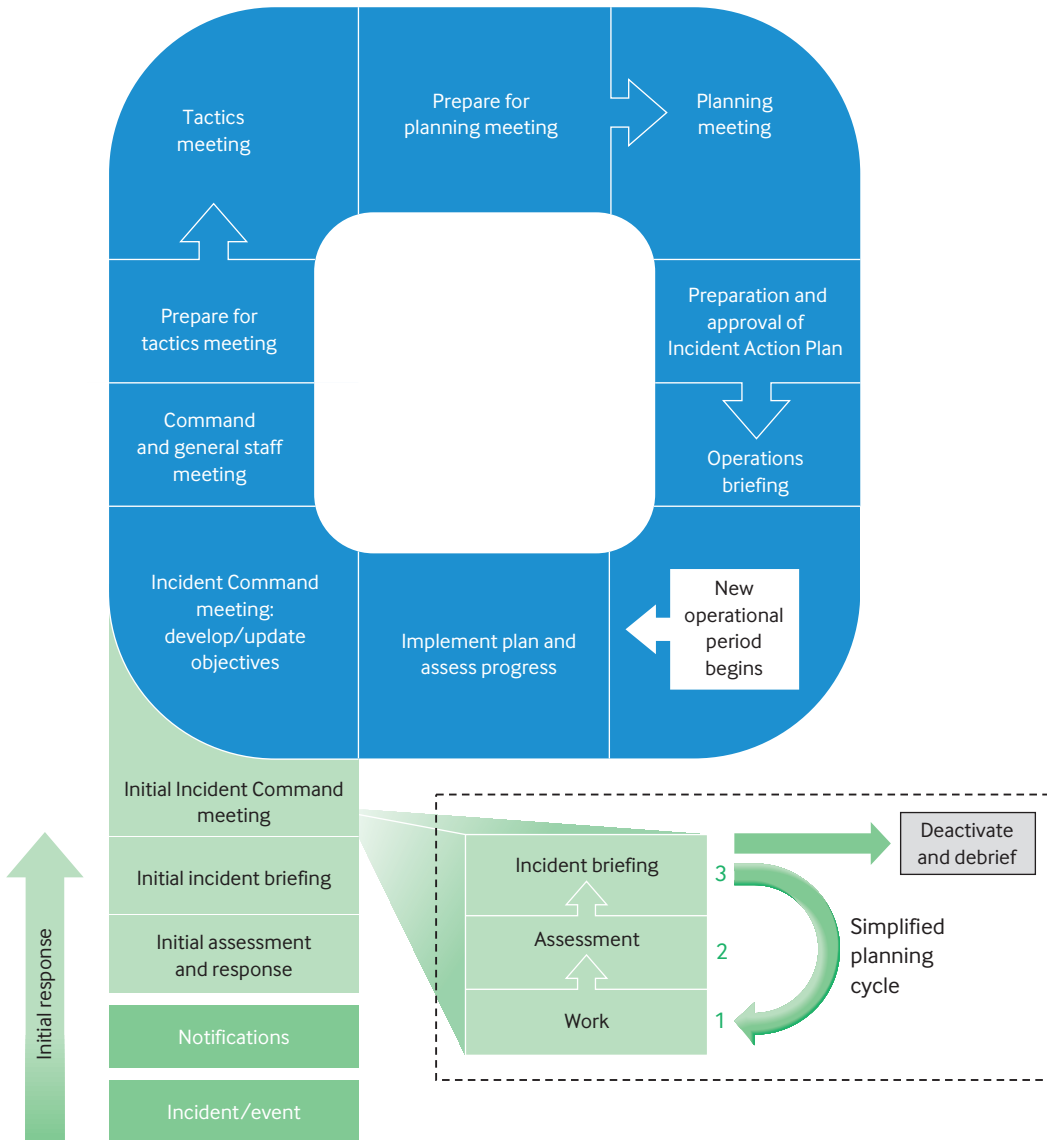 Tactics
meeting
Prepare for
planning meeting
Planning
meeting
Prepare for
tactics meeting
Preparation and
approval of
Incident Action Plan
Command
and general staff
meeting
Operations
briefing
Incident Command
meeting:
develop/update
objectives
Implement plan and
assess progress
New
operational
period
begins
Initial Incident Command
meeting
Initial incident briefing
Initial assessment
and response
Notifications
Incident/event
Initial response
Incident briefing
3
Assessment
2
Work
1
Deactivate
and debrief
Simplified
planning
cycle